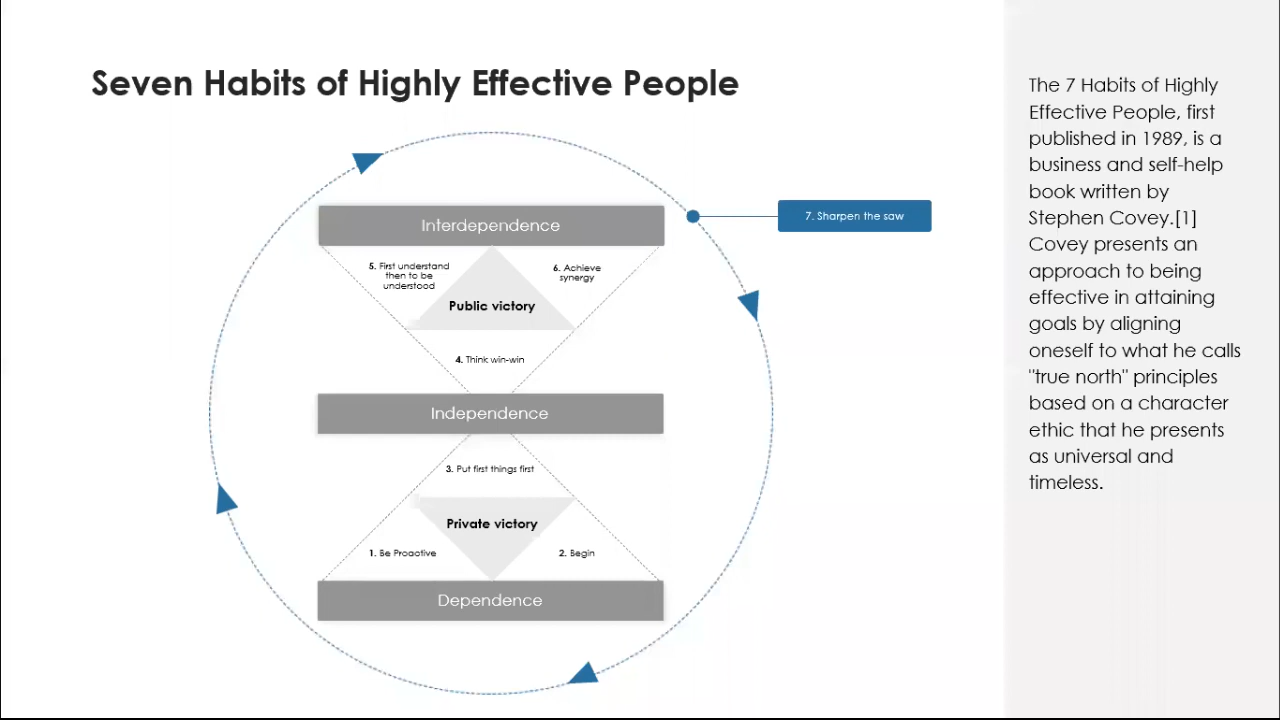 Seven Habits of Highly Effective People
Interdependence
7. Sharpen the saw
5. First understand
then to be
understood
6. Achieve
synergy
Public victory
4. Think win-win
Independence
3. Put first things first
Private victory
1. Be Proactive
2. Begin
Dependence
The 7 Habits of Highly
Effective People, first
published in 1989, is a
business and self-help
book written by
Stephen Covey.[1]
Covey presents an
approach to being
effective in attaining
goals by aligning
oneself to what he calls
"true north" principles
based on a character
ethic that he presents
as universal and
timeless.